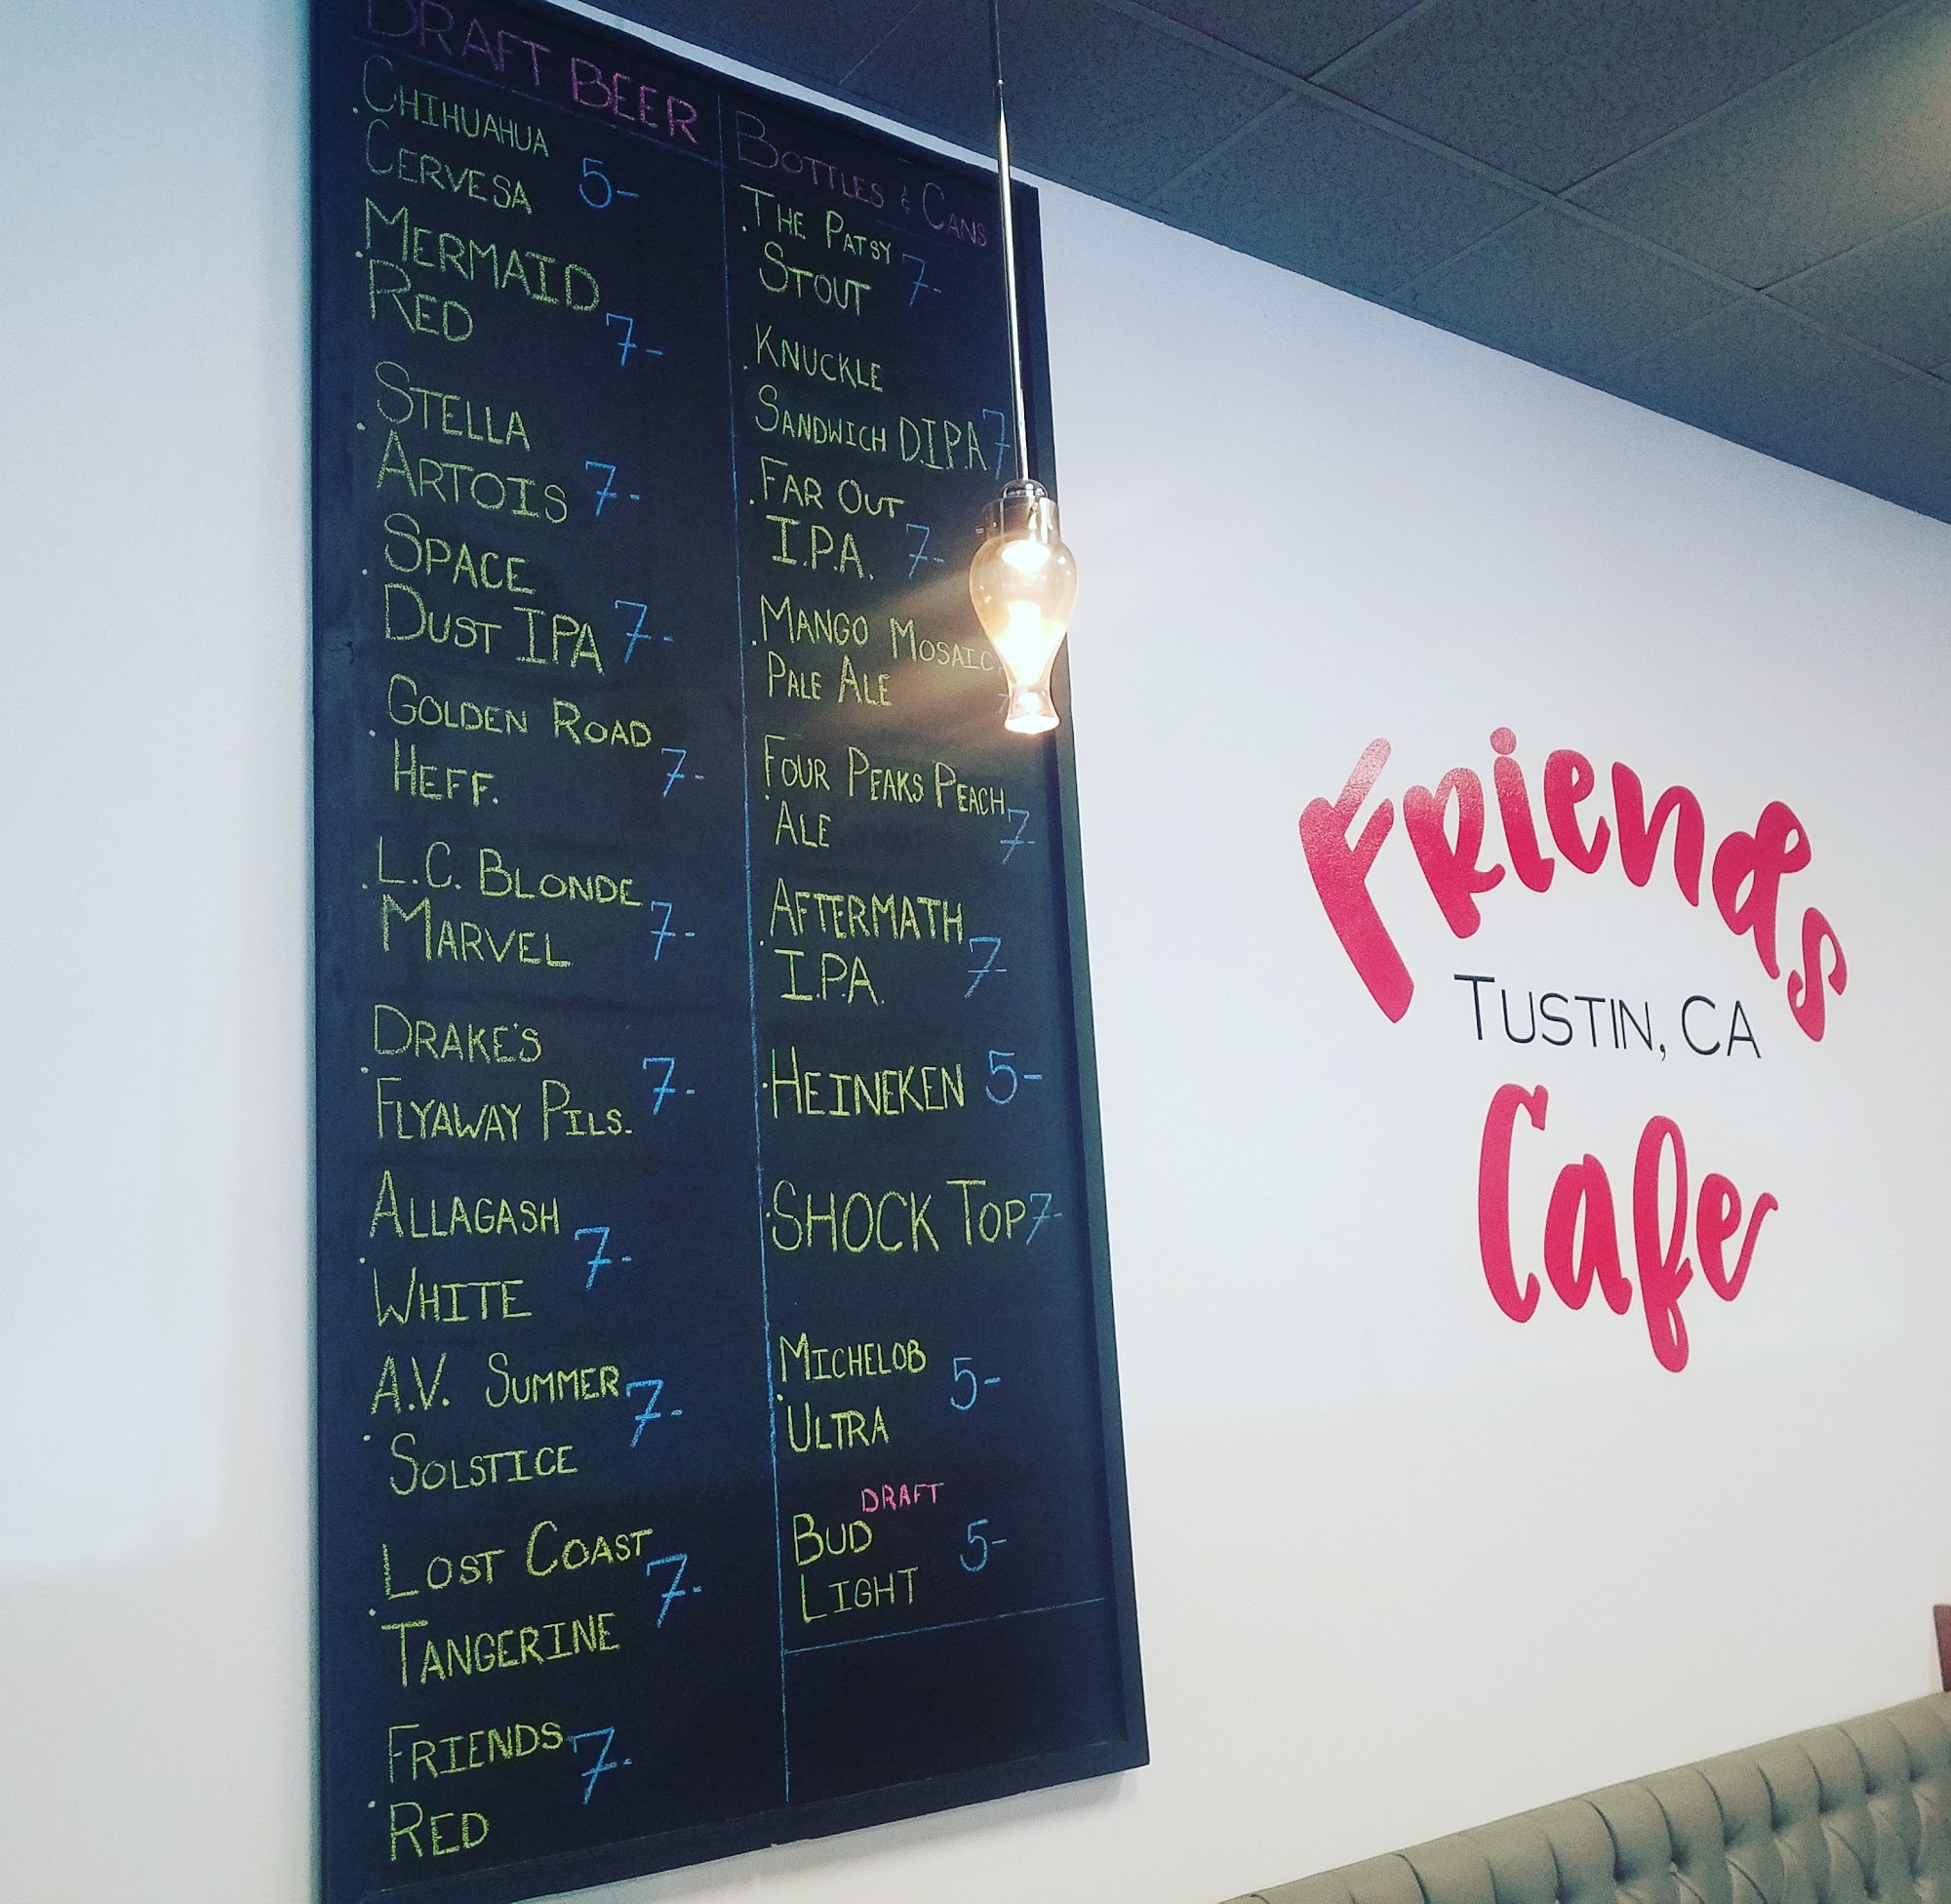 DRAFT BEER
. CHIHUAHUA
CERVESA 5-
. MERMAID
RED 7-
. STELLA
ARTOIS 7-
. SPACE
DUST IPA 7-
. GOLDEN ROAD
HEFF. 7-
. L.C. BLONDE
MARVEL 7-
. DRAKE'S
FLYAWAY PILS. 7-
. ALLAGASH
WHITE 7-
. A.V. SUMMER
SOLSTICE 7-
. LOST COAST
TANGERINE 7-
. FRIENDS
RED 7-
BOTTLES & CANS
. THE PATSY
STOUT 7-
. KNUCKLE
SANDWICH D.I.P.A 7
. FAR OUT
I.P.A. 7-
. MANGO MOSAIC
PALE ALE
. FOUR PEAKS PEACH
ALE 7-
. AFTERMATH
I.P.A. 7-
. HEINEKEN 5-
. SHOCK TOP 7-
. MICHELOB
ULTRA 5-
DRAFT
BUD
LIGHT 5-
Friends
TUSTIN, CA
Cafe